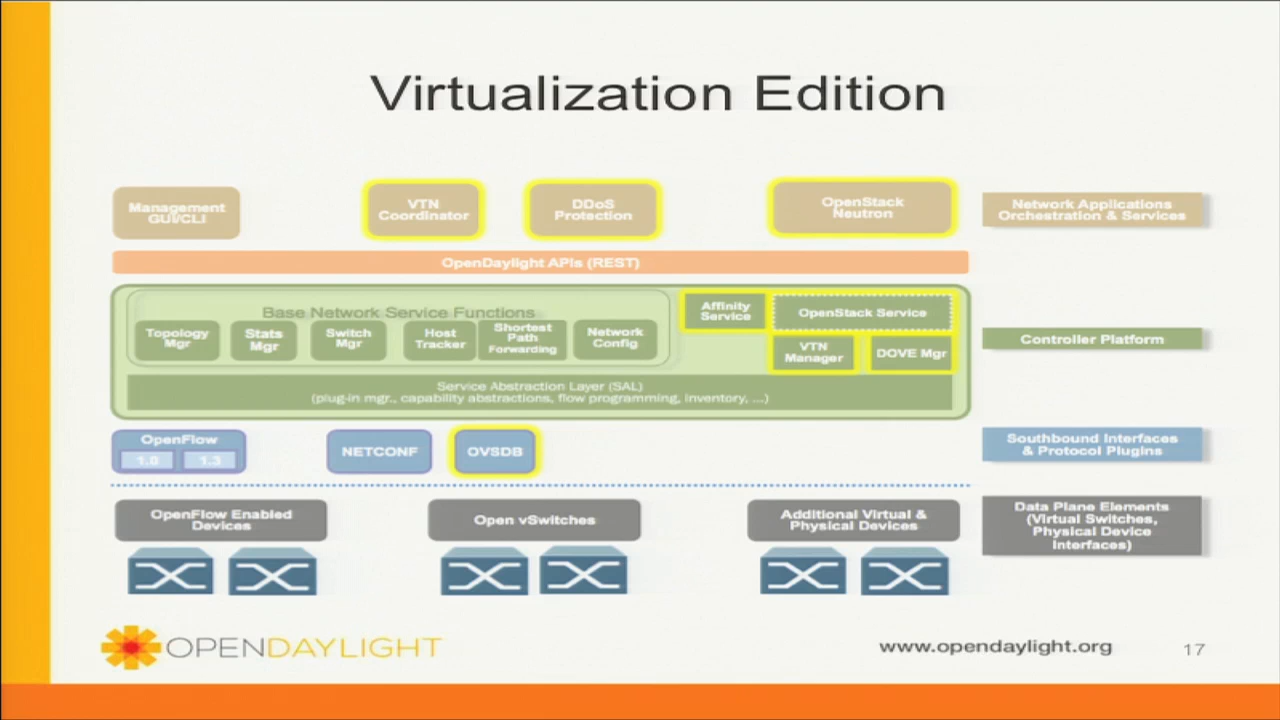 Virtualization Edition
Management
GUI/CLI
VTN
Coordinator
DDoS
Protection
OpenStack
Neutron
Network Applications
Orchestration & Services
OpenDaylight APIs (REST)
Base Network Service Functions
Topology
Mgr
Stats
Mgr
Switch
Mgr
Host
Tracker
Shortest
Path
Forwarding
Network
Config
Affinity
Service
OpenStack Service
VTN
Manager
DOVE Mgr
Controller Platform
Service Abstraction Layer (SAL)
(plug-in mgr., capability abstractions, flow programming, inventory, ...)
OpenFlow
1.0
1.3
NETCONF
OVSDB
Southbound Interfaces
& Protocol Plugins
OpenFlow Enabled
Devices
Open vSwitches
Additional Virtual &
Physical Devices
Data Plane Elements
(Virtual Switches,
Physical Device
Interfaces)
OPENDAYLIGHT
www.opendaylight.org
17